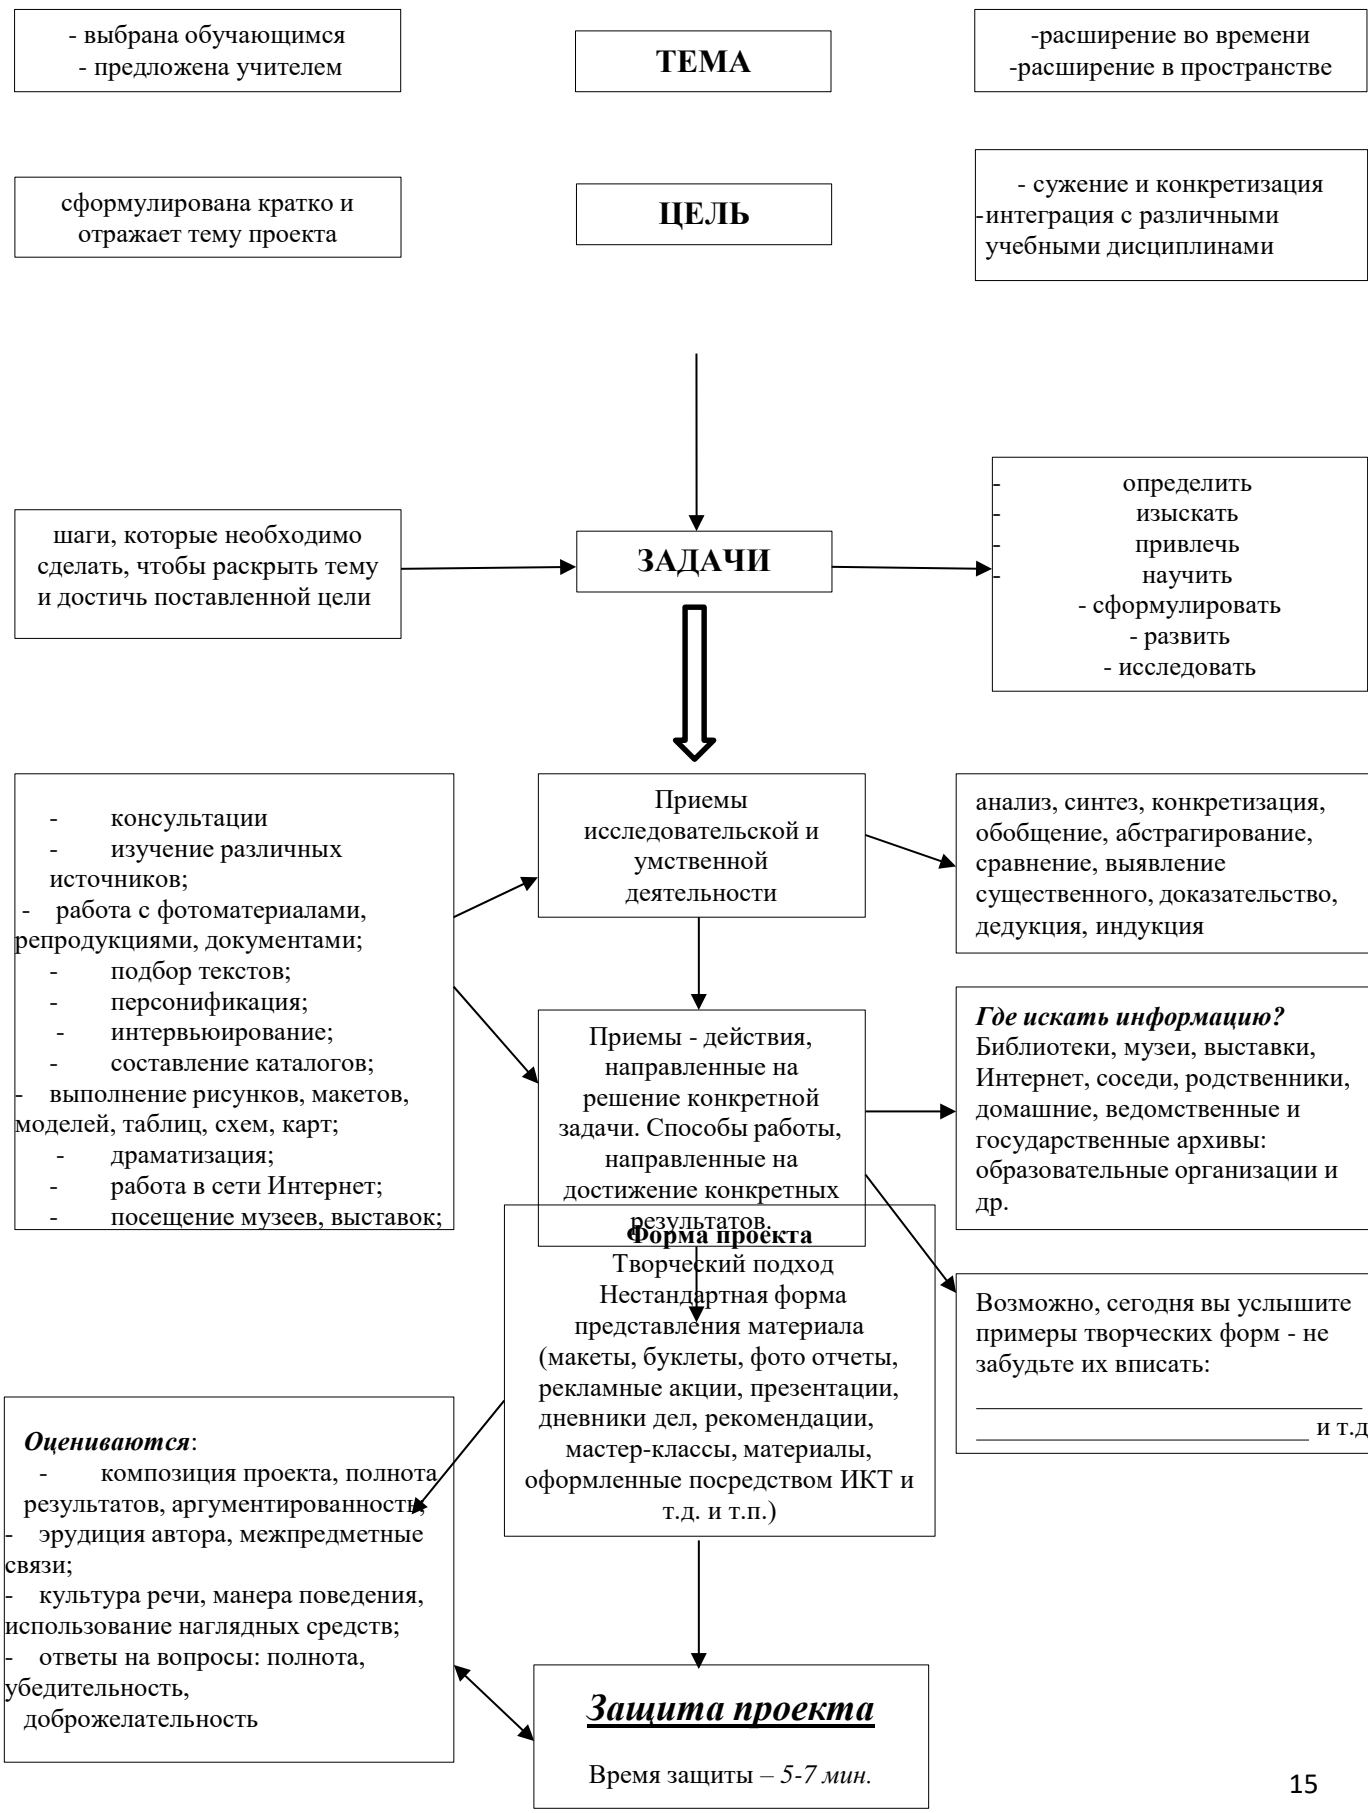 - выбрана обучающимся
- предложена учителем
ТЕМА
-расширение во времени
-расширение в пространстве
сформулирована кратко и
отражает тему проекта
ЦЕЛЬ
- сужение и конкретизация
-интеграция с различными
учебными дисциплинами
шаги, которые необходимо
сделать, чтобы раскрыть тему
и достичь поставленной цели
ЗАДАЧИ
- определить
- изыскать
- привлечь
- научить
- сформулировать
- развить
- исследовать
- консультации
- изучение различных
источников;
- работа с фотоматериалами,
репродукциями, документами;
- подбор текстов;
- персонификация;
- интервьюирование;
- составление каталогов;
- выполнение рисунков, макетов,
моделей, таблиц, схем, карт;
- драматизация;
- работа в сети Интернет;
- посещение музеев, выставок;
Приемы
исследовательской и
умственной
деятельности
анализ, синтез, конкретизация,
обобщение, абстрагирование,
сравнение, выявление
существенного, доказательство,
дедукция, индукция
Приемы - действия,
направленные на
решение конкретной
задачи. Способы работы,
направленные на
достижение конкретных
результатов.
Где искать информацию?
Библиотеки, музеи, выставки,
Интернет, соседи, родственники,
домашние, ведомственные и
государственные архивы:
образовательные организации и
др.
Форма проекта
Творческий подход
Нестандартная форма
представления материала
(макеты, буклеты, фото отчеты,
рекламные акции, презентации,
дневники дел, рекомендации,
мастер-классы, материалы,
оформленные посредством ИКТ и
т.д. и т.п.)
Возможно, сегодня вы услышите
примеры творческих форм - не
забудьте их вписать:
и т.д
Оцениваются:
- композиция проекта, полнота
результатов, аргументированность,
- эрудиция автора, межпредметные
связи;
- культура речи, манера поведения,
использование наглядных средств;
- ответы на вопросы: полнота,
убедительность,
доброжелательность
Защита проекта
Время защиты – 5-7 мин.
15